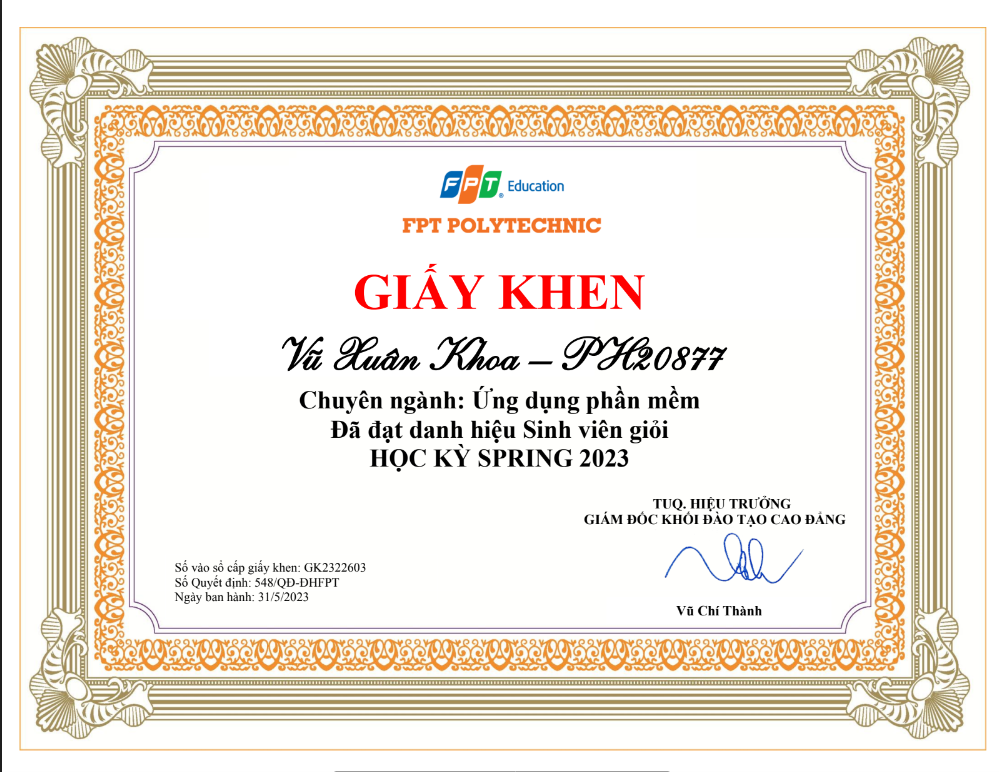 FPT Education
FPT POLYTECHNIC
GIẤY KHEN
Vũ Xuân Khoa – PH20877
Chuyên ngành: Ứng dụng phần mềm
Đã đạt danh hiệu Sinh viên giỏi
HỌC KỲ SPRING 2023
TUQ. HIỆU TRƯỞNG
GIÁM ĐỐC KHỐI ĐÀO TẠO CAO ĐẲNG
Số vào sổ cấp giấy khen: GK2322603
Số Quyết định: 548/QĐ-ĐHFPT
Ngày ban hành: 31/5/2023
Vũ Chí Thành